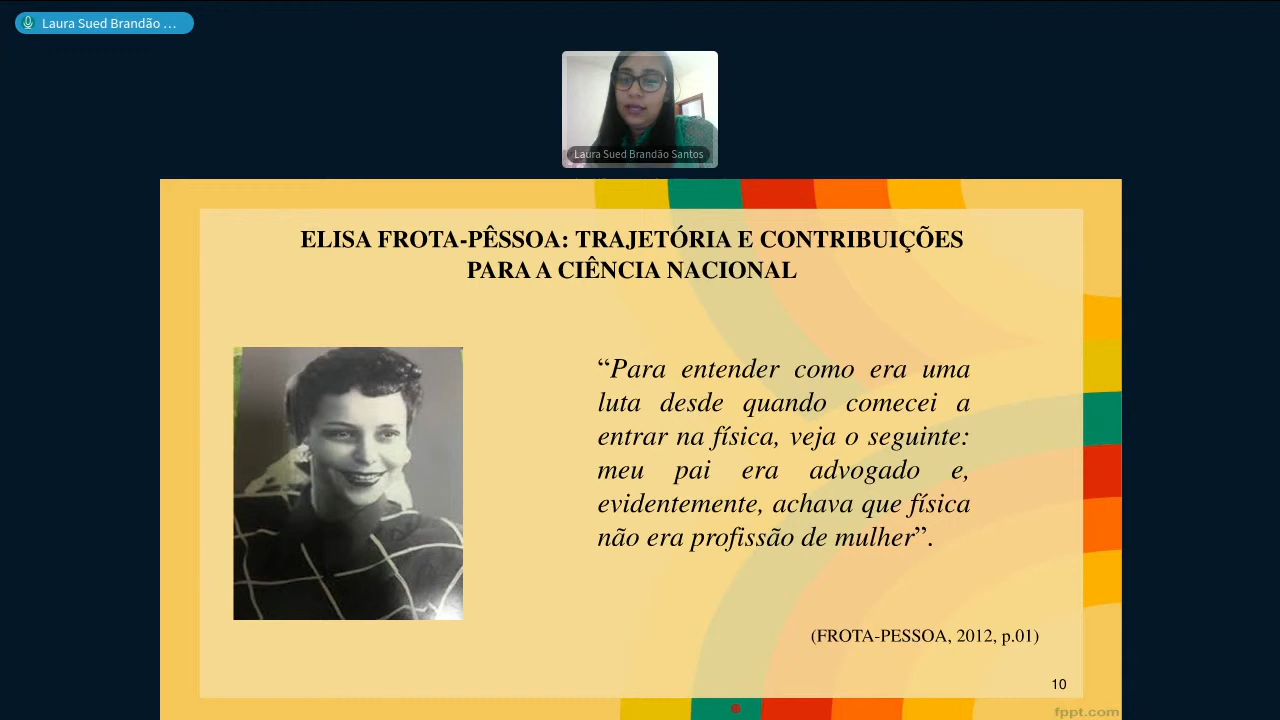 Laura Sued Brandão ...
Laura Sued Brandão Santos
ELISA FROTA-PÊSSOA: TRAJETÓRIA E CONTRIBUIÇÕES
PARA A CIÊNCIA NACIONAL
“Para entender como era uma
luta desde quando comecei a
entrar na física, veja o seguinte:
meu pai era advogado e,
evidentemente, achava que física
não era profissão de mulher”.
(FROTA-PESSOA, 2012, p.01)
10
fppt.com